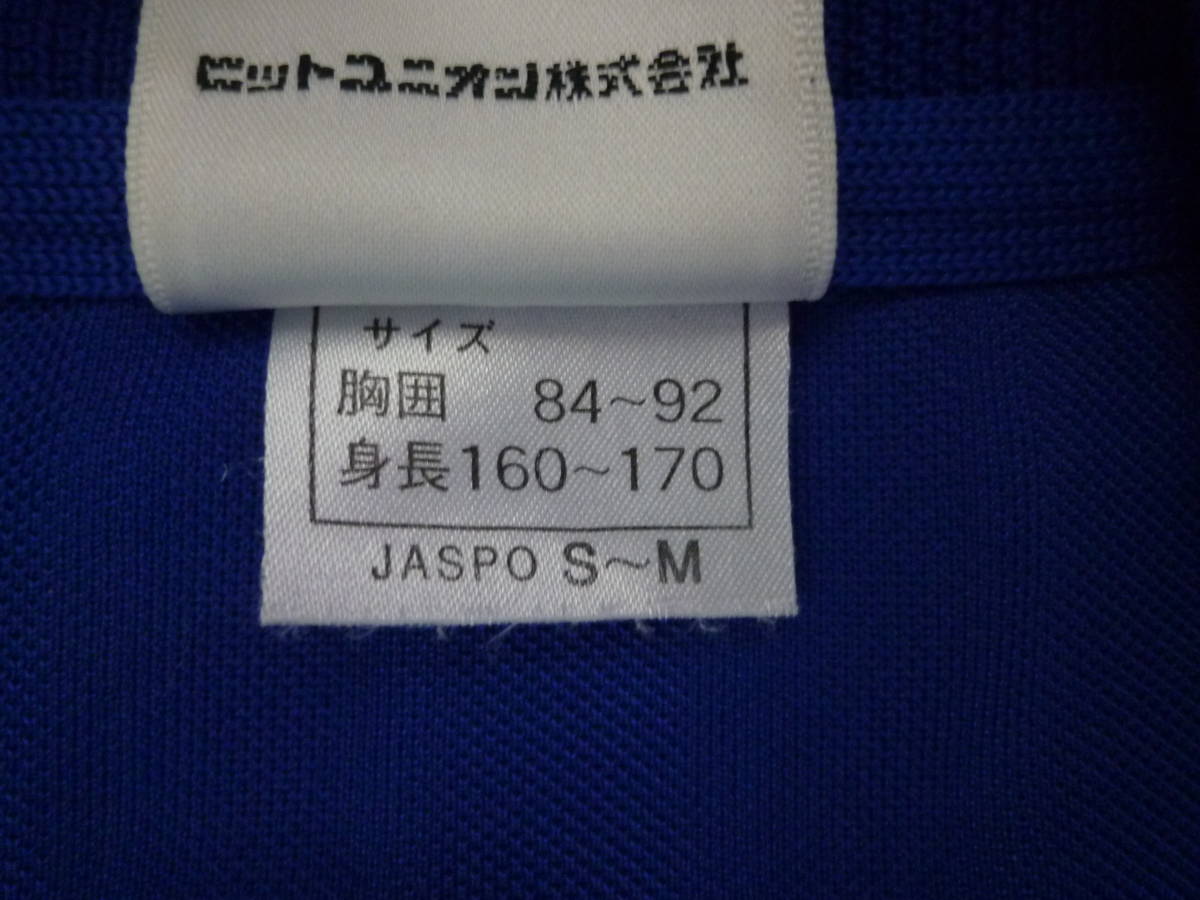 ヒットユニオン株式会社
サイズ
胸囲 84~92
身長160~170
JASPO S~M